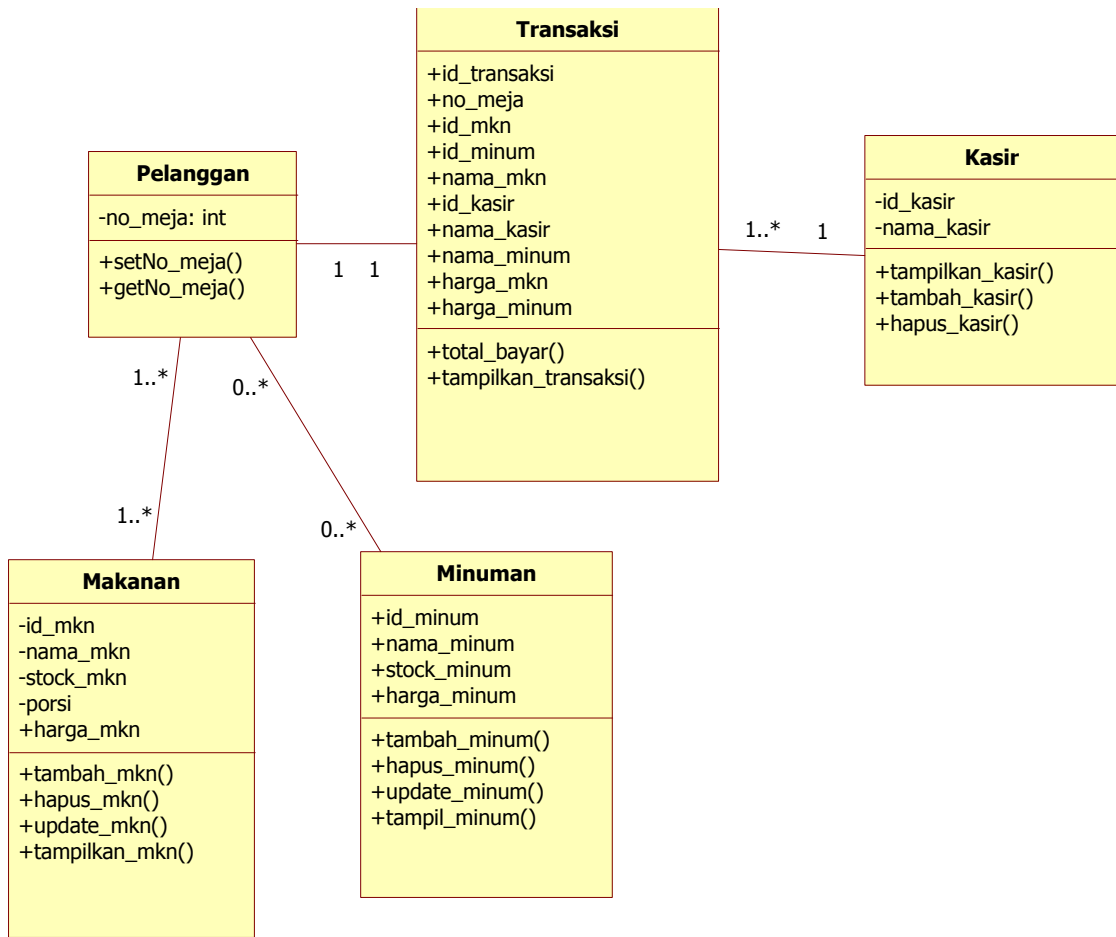 Transaksi
+id_transaksi
+no_meja
+id_mkn
+id_minum
+nama_mkn
+id_kasir
+nama_kasir
+nama_minum
+harga_mkn
+harga_minum
+total_bayar()
+tampilkan_transaksi()
Pelanggan
-no_meja: int
+setNo_meja()
+getNo_meja()
1 1
Kasir
-id_kasir
-nama_kasir
+tampilkan_kasir()
+tambah_kasir()
+hapus_kasir()
1..* 1
1..*
0..*
1..*
0..*
Makanan
-id_mkn
-nama_mkn
-stock_mkn
-porsi
+harga_mkn
+tambah_mkn()
+hapus_mkn()
+update_mkn()
+tampilkan_mkn()
Minuman
+id_minum
+nama_minum
+stock_minum
+harga_minum
+tambah_minum()
+hapus_minum()
+update_minum()
+tampil_minum()